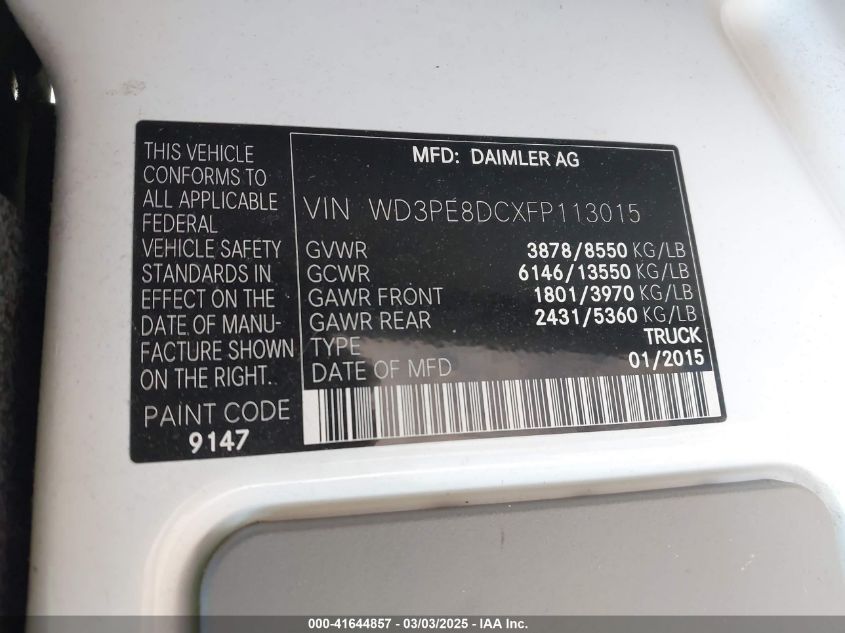 THIS VEHICLE
CONFORMS TO
ALL APPLICABLE
FEDERAL
VEHICLE SAFETY
STANDARDS IN
EFFECT ON THE
DATE OF MANU-
FACTURE SHOWN
ON THE RIGHT.
PAINT CODE
9147
MFD: DAIMLER AG
VIN WD3PE8DCXFP113015
GVWR 3878/8550 KG/LB
GCWR 6146/13550 KG/LB
GAWR FRONT 1801/3970 KG/LB
GAWR REAR 2431/5360 KG/LB
TYPE TRUCK
DATE OF MFD 01/2015
000-41644857 - 03/03/2025 - IAA Inc.